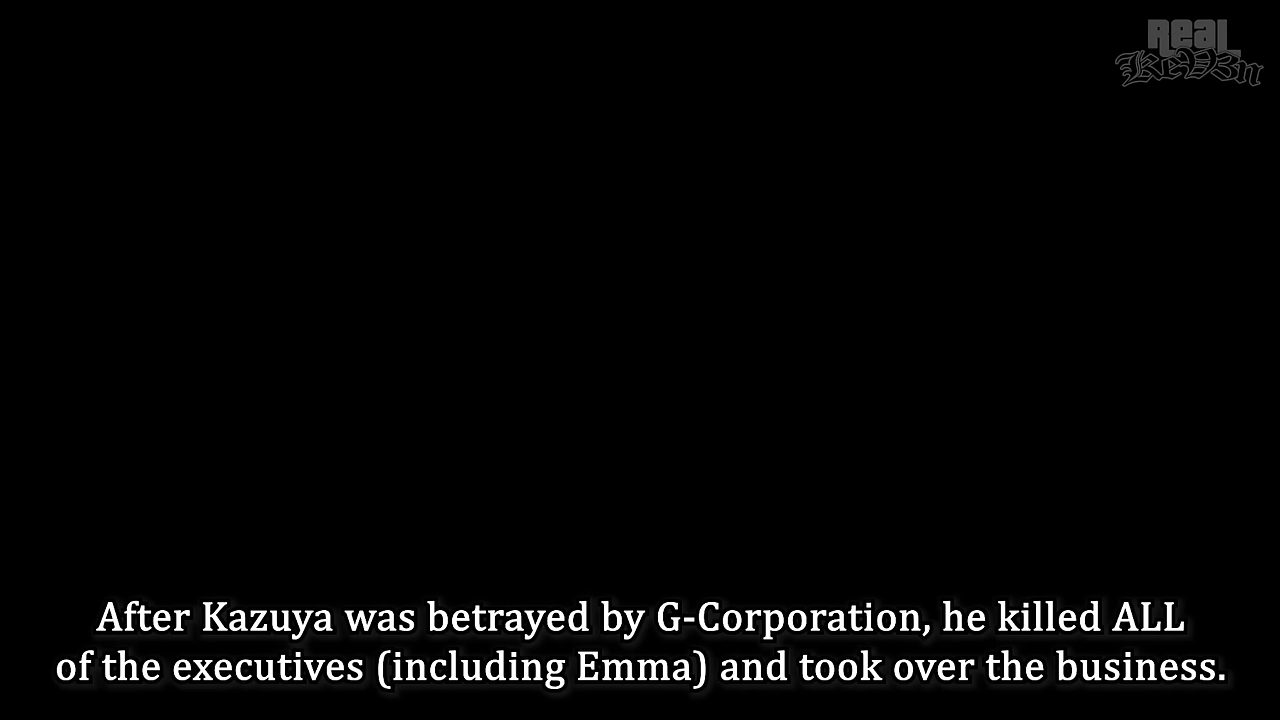 Real
KeV3n
After Kazuya was betrayed by G-Corporation, he killed ALL
of the executives (including Emma) and took over the business.